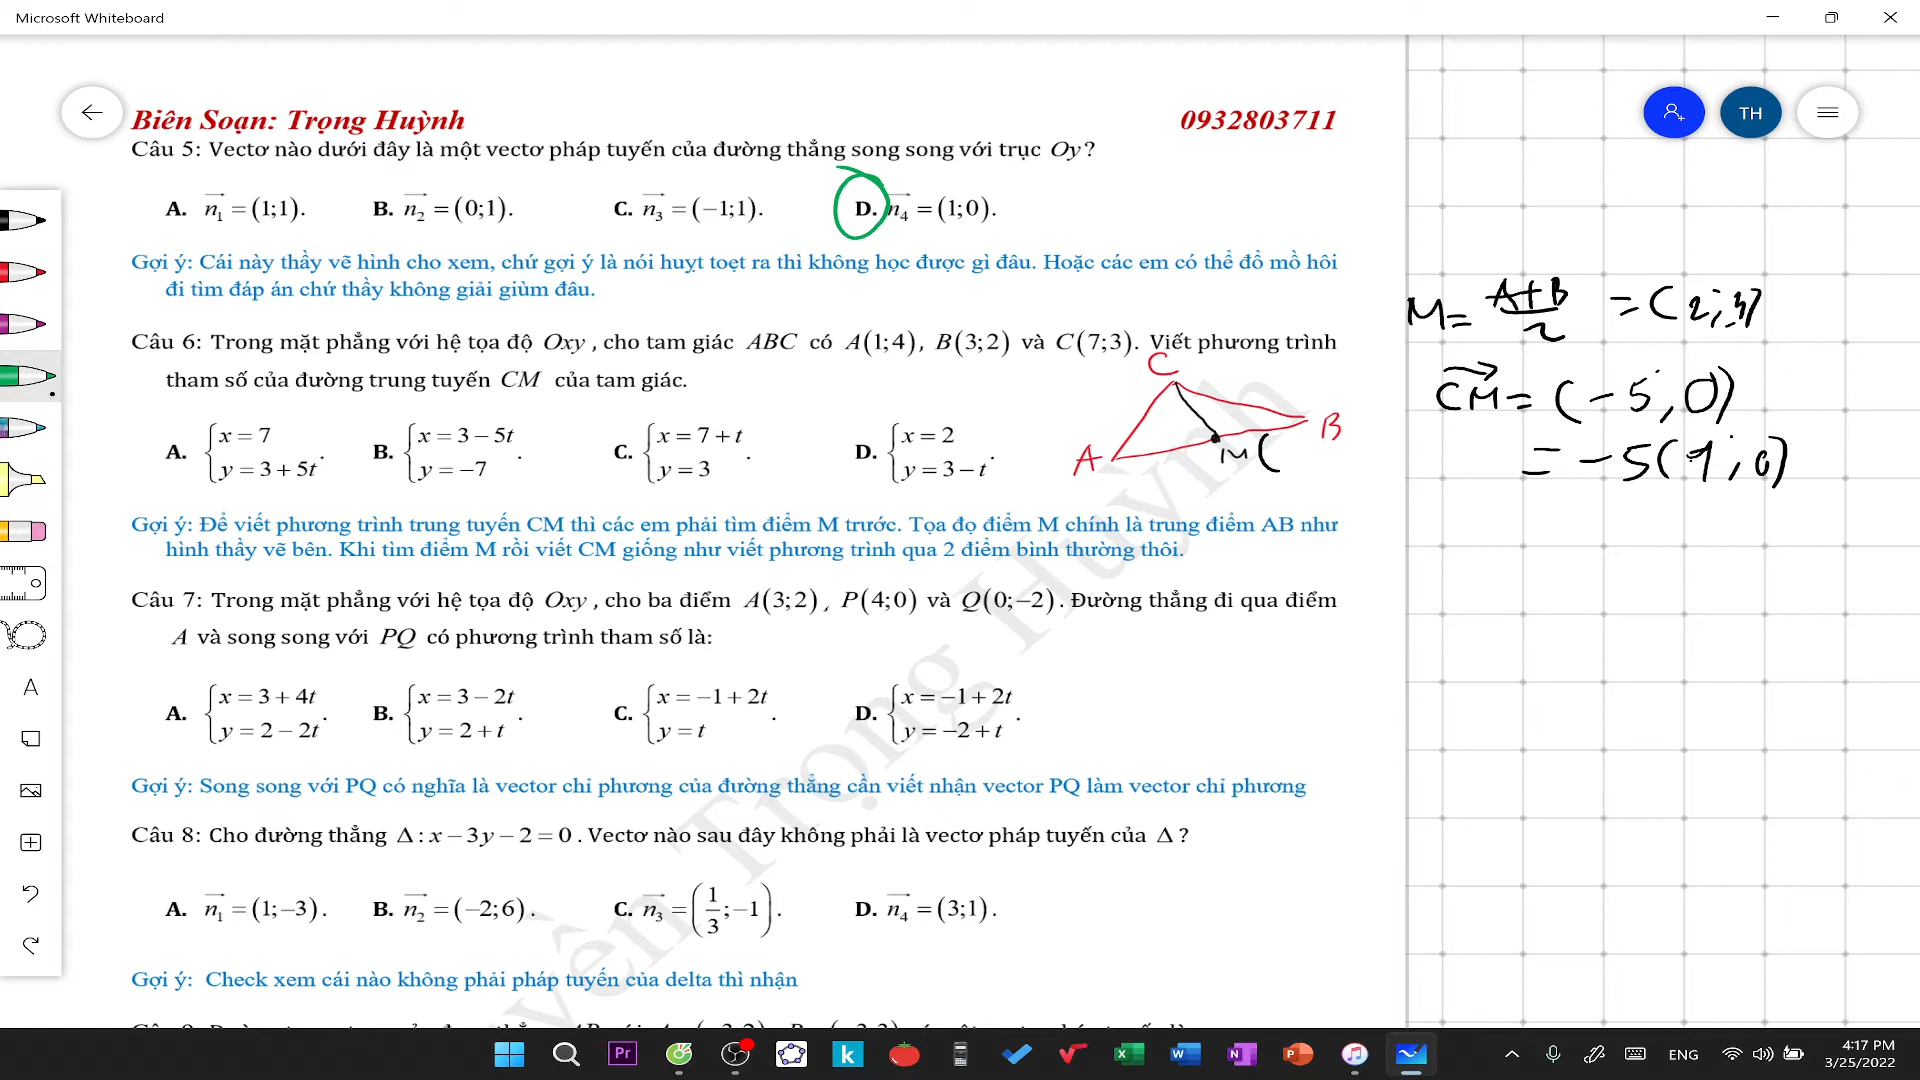 Microsoft Whiteboard
Biên Soạn: Trọng Huỳnh 0932803711
TH
Câu 5: Vectơ nào dưới đây là một vectơ pháp tuyến của đường thẳng song song với trục Oy?
A. n₁ = (1;1). B. n₂ = (0;1). C. n₃ = (−1;1). D. n₄ = (1;0).
Gợi ý: Cái này thầy vẽ hình cho xem, chứ gợi ý là nói huỵt toẹt ra thì không học được gì đâu. Hoặc các em có thể đổ mồ hôi
đi tìm đáp án chứ thầy không giải giùm đâu.
M = (A+B)/2 = (2;3)
Câu 6: Trong mặt phẳng với hệ tọa độ Oxy, cho tam giác ABC có A(1;4), B(3;2) và C(7;3). Viết phương trình
tham số của đường trung tuyến CM của tam giác.
CM = (−5;0)
= −5(1;0)
A. {x = 7 B. {x = 3 − 5t C. {x = 7 + t D. {x = 2
y = 3 + 5t. y = −7. y = 3. y = 3 − t.
C
B
A
M(
Gợi ý: Để viết phương trình trung tuyến CM thì các em phải tìm điểm M trước. Tọa đọ điểm M chính là trung điểm AB như
hình thầy vẽ bên. Khi tìm điểm M rồi viết CM giống như viết phương trình qua 2 điểm bình thường thôi.
Câu 7: Trong mặt phẳng với hệ tọa độ Oxy, cho ba điểm A(3;2), P(4;0) và Q(0;−2). Đường thẳng đi qua điểm
A và song song với PQ có phương trình tham số là:
A. {x = 3 + 4t B. {x = 3 − 2t C. {x = −1 + 2t D. {x = −1 + 2t
y = 2 − 2t. y = 2 + t. y = t. y = −2 + t.
Gợi ý: Song song với PQ có nghĩa là vector chỉ phương của đường thẳng cần viết nhận vector PQ làm vector chỉ phương
Câu 8: Cho đường thẳng Δ: x − 3y − 2 = 0. Vectơ nào sau đây không phải là vectơ pháp tuyến của Δ?
A. n₁ = (1;−3). B. n₂ = (−2;6). C. n₃ = (1/3;−1). D. n₄ = (3;1).
Gợi ý: Check xem cái nào không phải pháp tuyến của delta thì nhận
yền Trọng Huỳnh
ENG
4:17 PM
3/25/2022